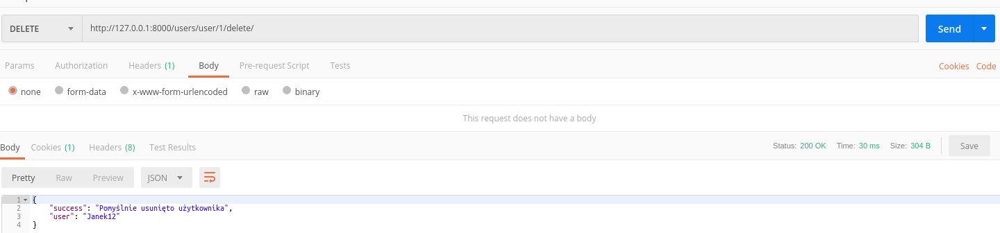 DELETE http://127.0.0.1:8000/users/user/1/delete/ Send
Params Authorization Headers (1) Body Pre-request Script Tests Cookies Code
none form-data x-www-form-urlencoded raw binary
This request does not have a body
Body Cookies (1) Headers (8) Test Results Status: 200 OK Time: 30 ms Size: 304 B Save
Pretty Raw Preview JSON
1 {
2 "success": "Pomyślnie usunięto użytkownika",
3 "user": "Janek12"
4 }